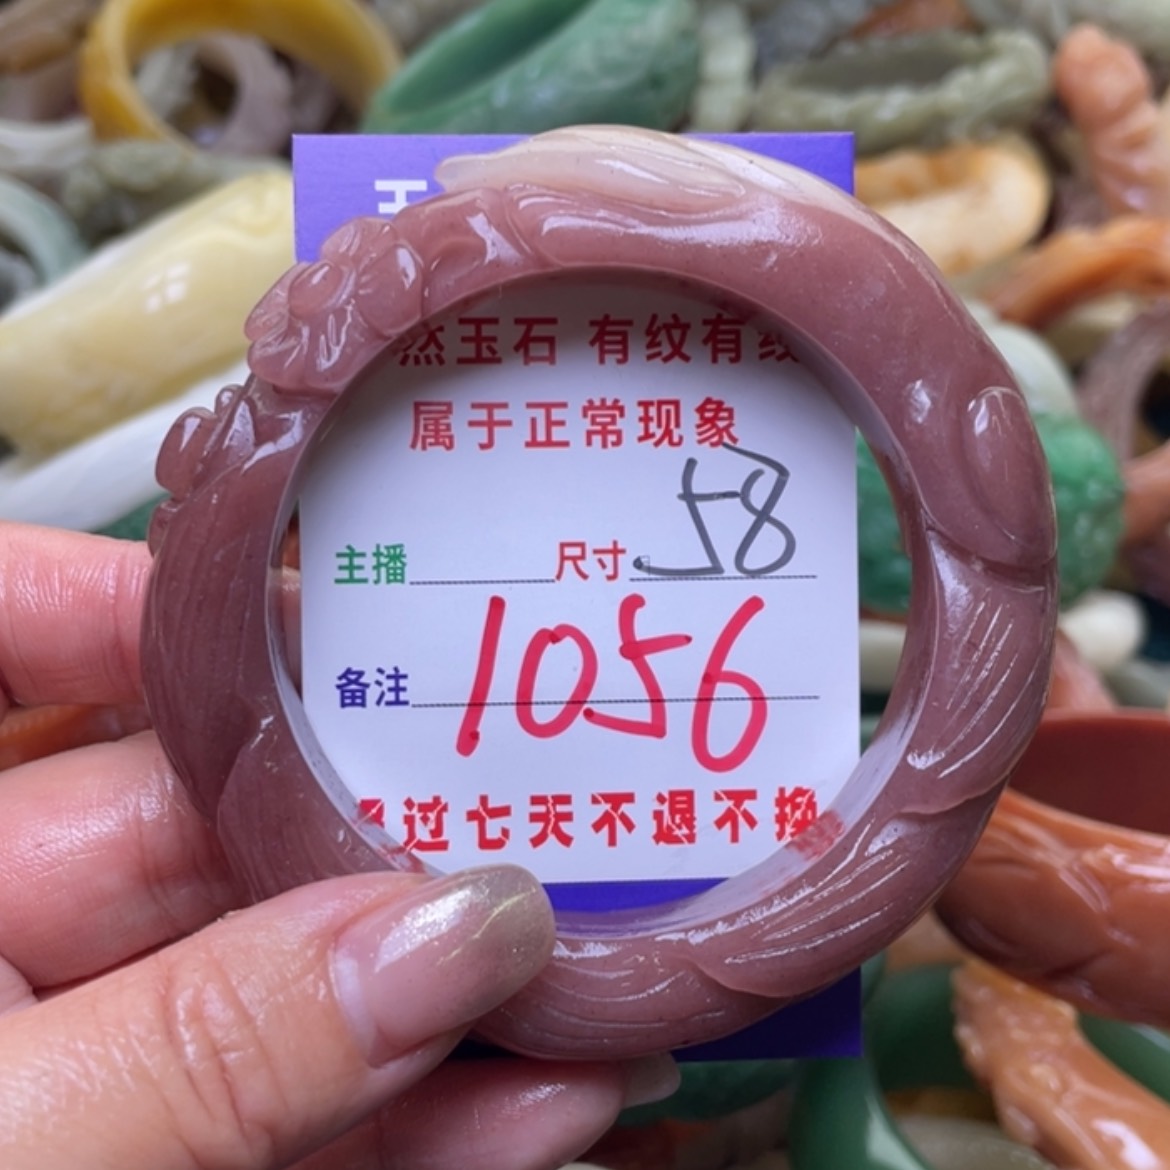 然玉石 有纹有
属于正常现象
主播 尺寸 58
备注 1056
过七天不退不换